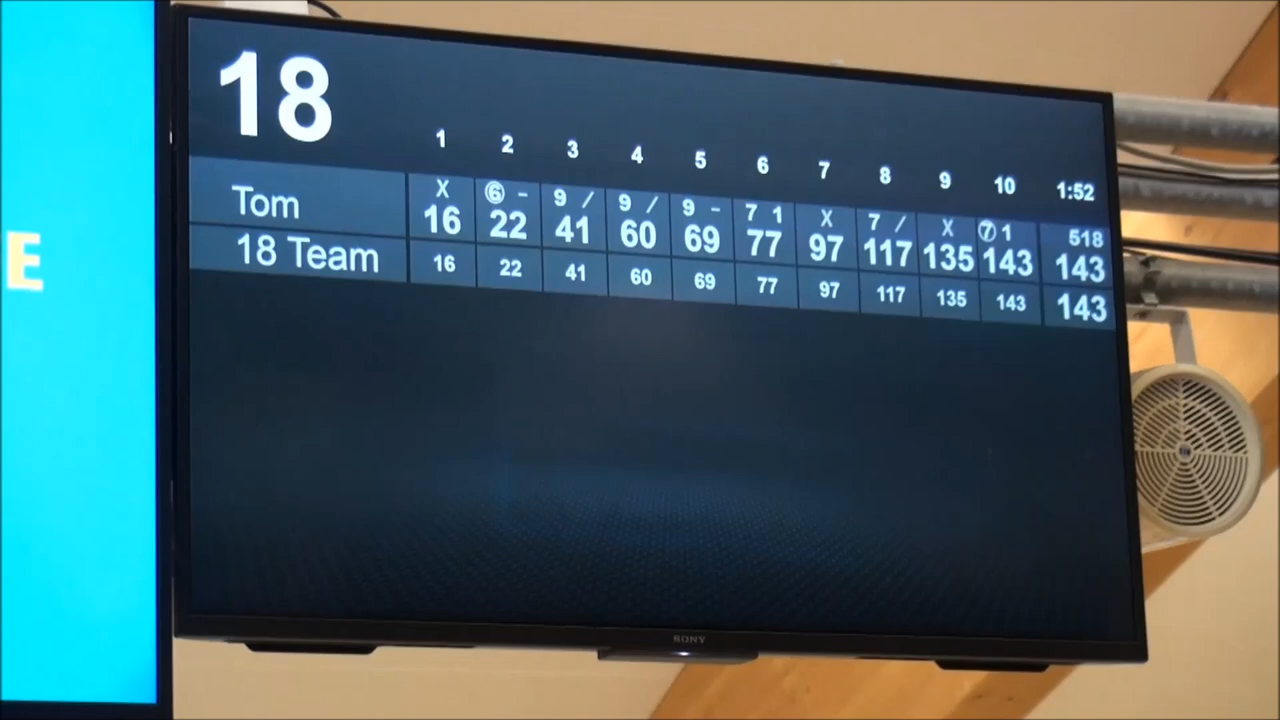 18
1 2 3 4 5 6 7 8 9 10 1:52
Tom
X ⑥ - 9 / 9 / 9 - 7 1 X 7 / X ⑦ 1 518
16 22 41 60 69 77 97 117 135 143 143
18 Team 16 22 41 60 69 77 97 117 135 143 143
E
SONY